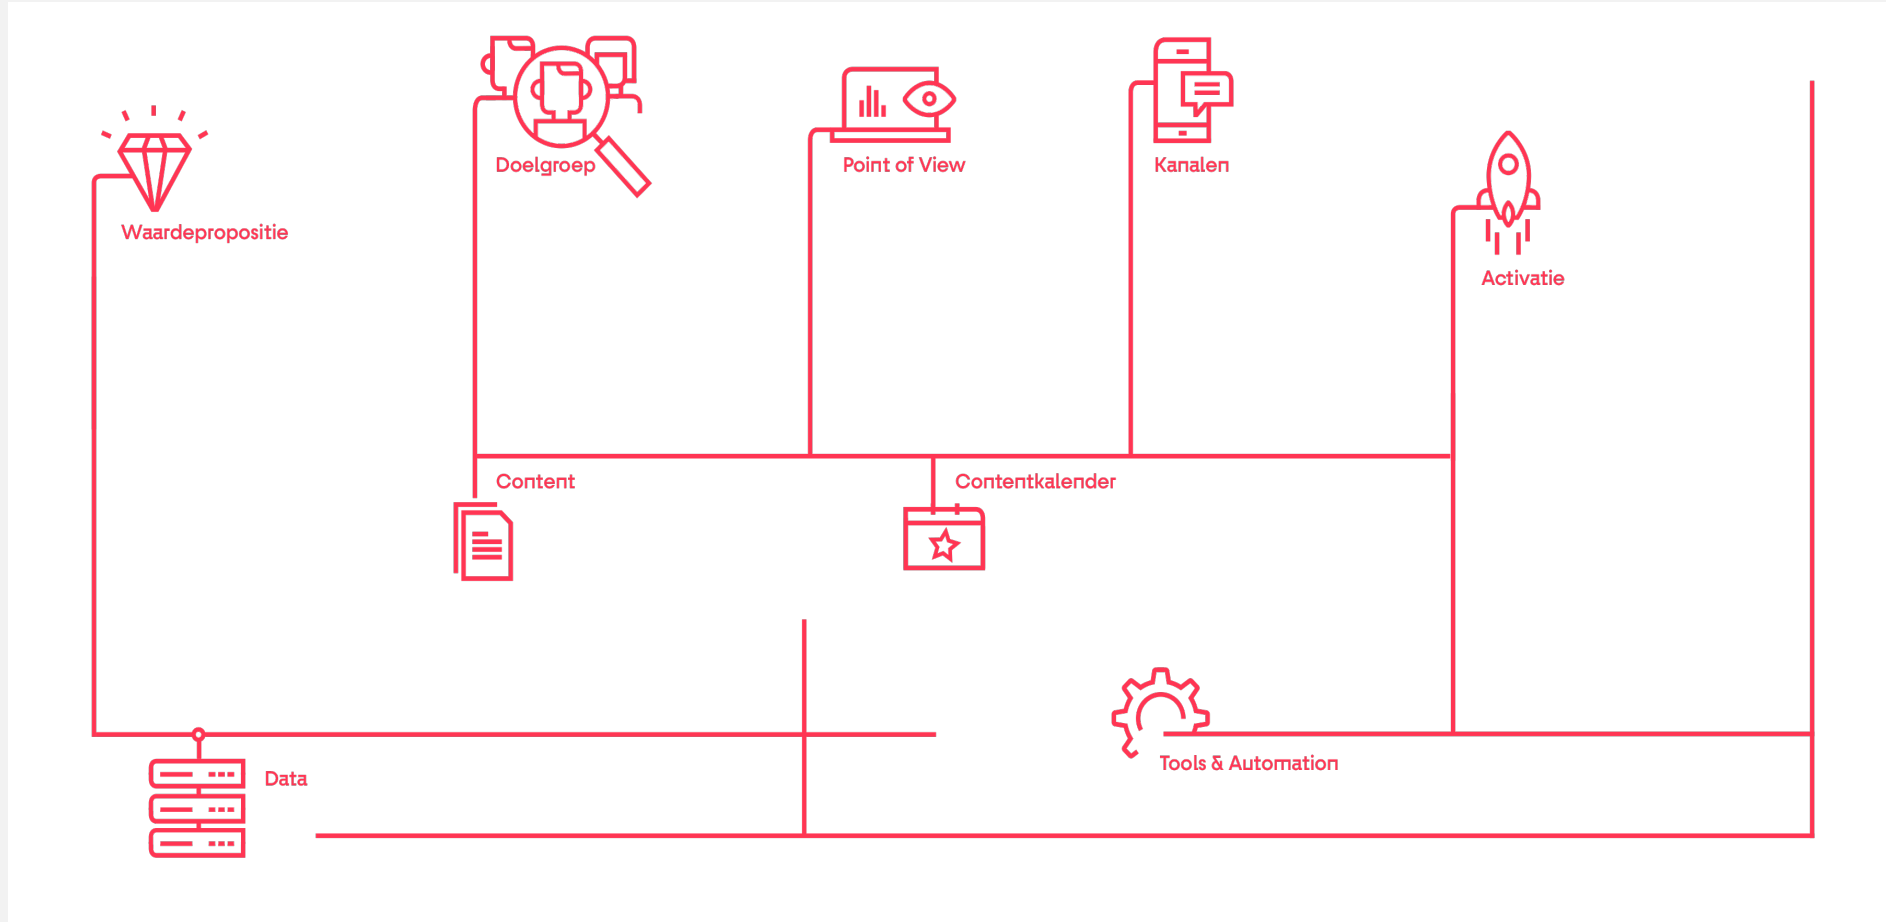 Doelgroep
Point of View
Kanalen
Waardepropositie
Activatie
Content
Contentkalender
Tools & Automation
Data